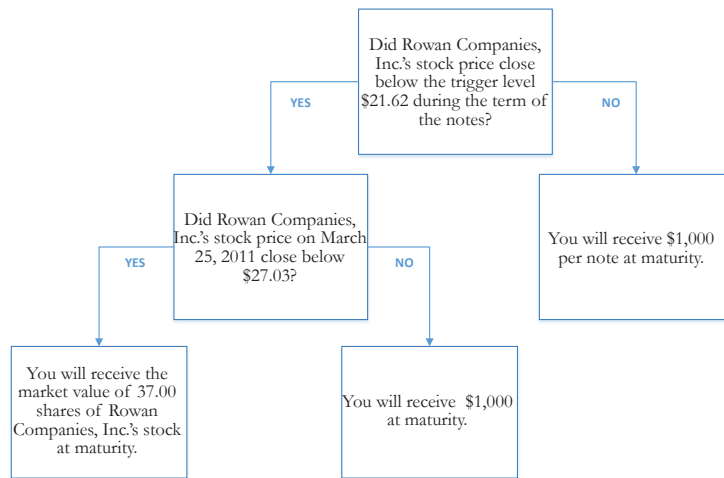 Did Rowan Companies,
Inc.'s stock price close
below the trigger level
$21.62 during the term of
the notes?
YES
NO
Did Rowan Companies,
Inc.'s stock price on March
25, 2011 close below
$27.03?
You will receive $1,000
per note at maturity.
YES
NO
You will receive the
market value of 37.00
shares of Rowan
Companies, Inc.'s stock
at maturity.
You will receive $1,000
at maturity.